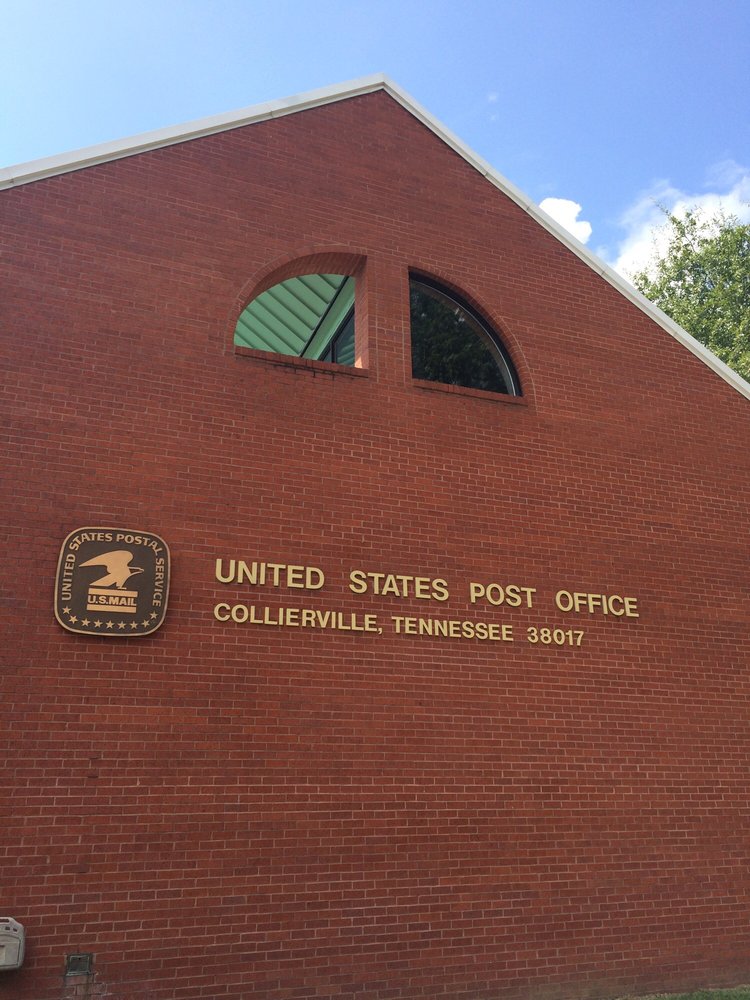 UNITED STATES POSTAL SERVICE
U.S.MAIL
UNITED STATES POST OFFICE
COLLIERVILLE, TENNESSEE 38017